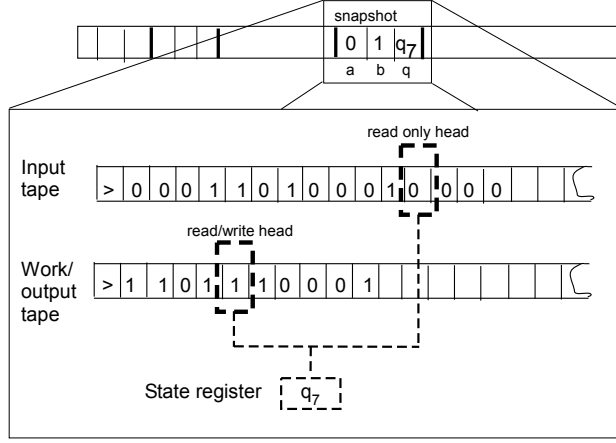 snapshot
0 1 q7
a b q
read only head
Input tape
> 0 0 0 1 1 0 1 0 0 0 1 0 0 0 0
read/write head
Work/ output tape
> 1 1 0 1 1 1 0 0 0 1
State register q7